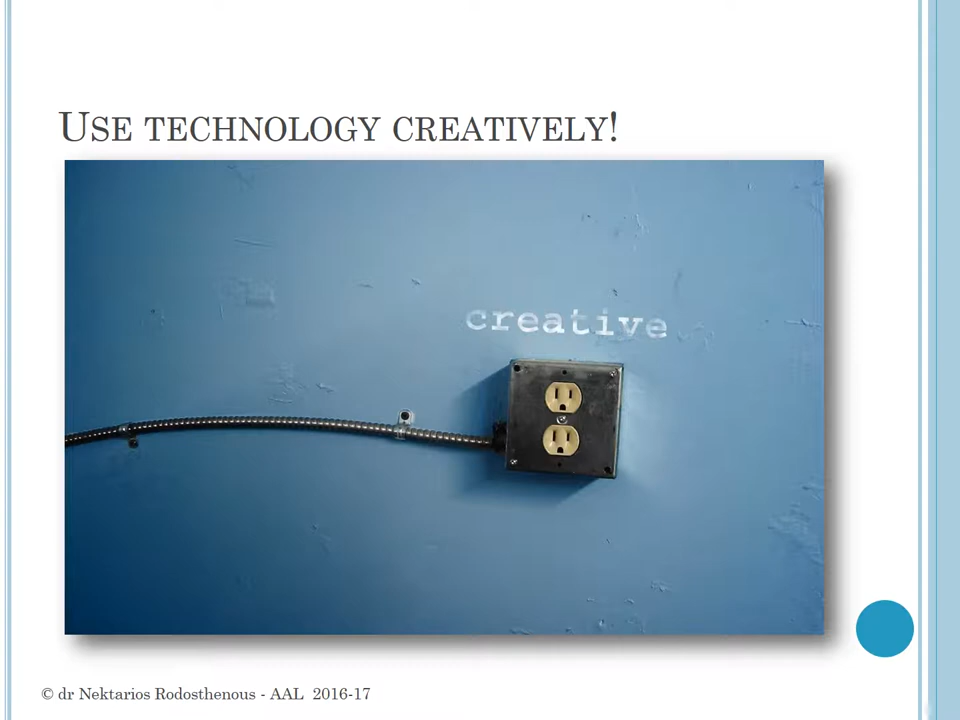 USE TECHNOLOGY CREATIVELY!
creative
© dr Nektarios Rodosthenous - AAL 2016-17